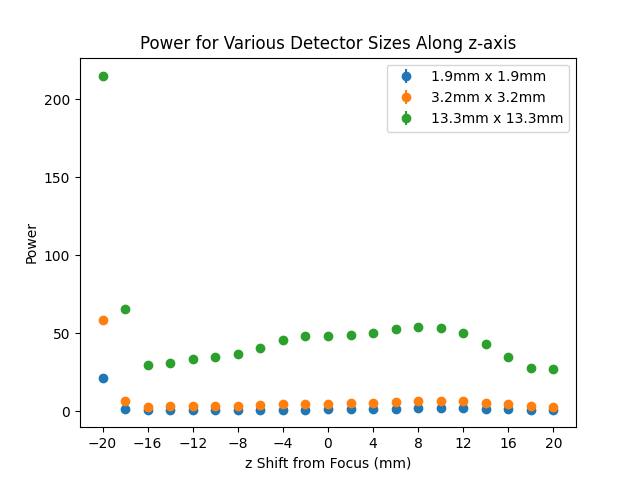 Power for Various Detector Sizes Along z-axis
1.9mm x 1.9mm
3.2mm x 3.2mm
13.3mm x 13.3mm
200
150
100
50
0
Power
−20 −16 −12 −8 −4 0 4 8 12 16 20
z Shift from Focus (mm)